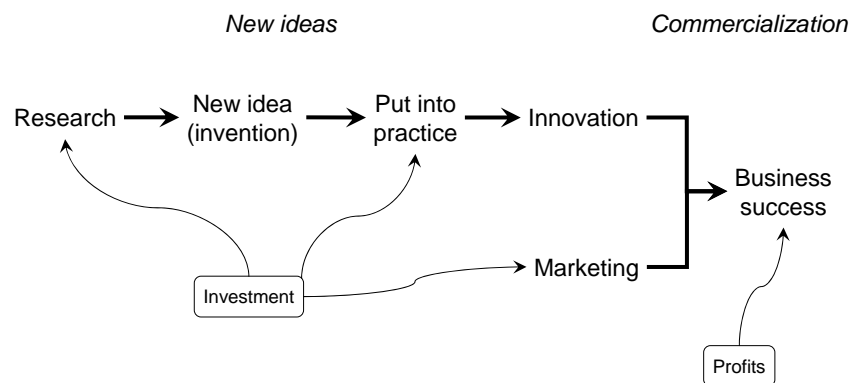 New ideas
Commercialization
Research
New idea
(invention)
Put into
practice
Innovation
Business
success
Marketing
Investment
Profits